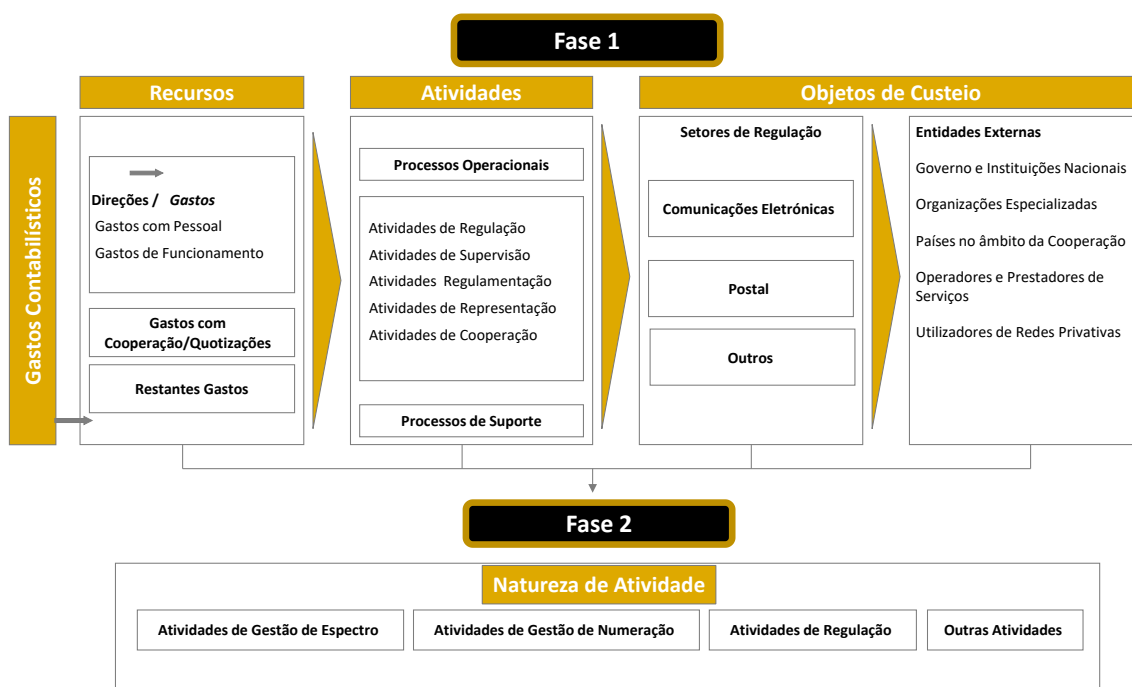 Fase 1
Recursos
Atividades
Objetos de Custeio
Gastos Contabilísticos
Direções / Gastos
Gastos com Pessoal
Gastos de Funcionamento
Gastos com
Cooperação/Quotizações
Restantes Gastos
Processos Operacionais
Atividades de Regulação
Atividades de Supervisão
Atividades Regulamentação
Atividades de Representação
Atividades de Cooperação
Processos de Suporte
Setores de Regulação
Comunicações Eletrónicas
Postal
Outros
Entidades Externas
Governo e Instituições Nacionais
Organizações Especializadas
Países no âmbito da Cooperação
Operadores e Prestadores de
Serviços
Utilizadores de Redes Privativas
Fase 2
Natureza de Atividade
Atividades de Gestão de Espectro
Atividades de Gestão de Numeração
Atividades de Regulação
Outras Atividades